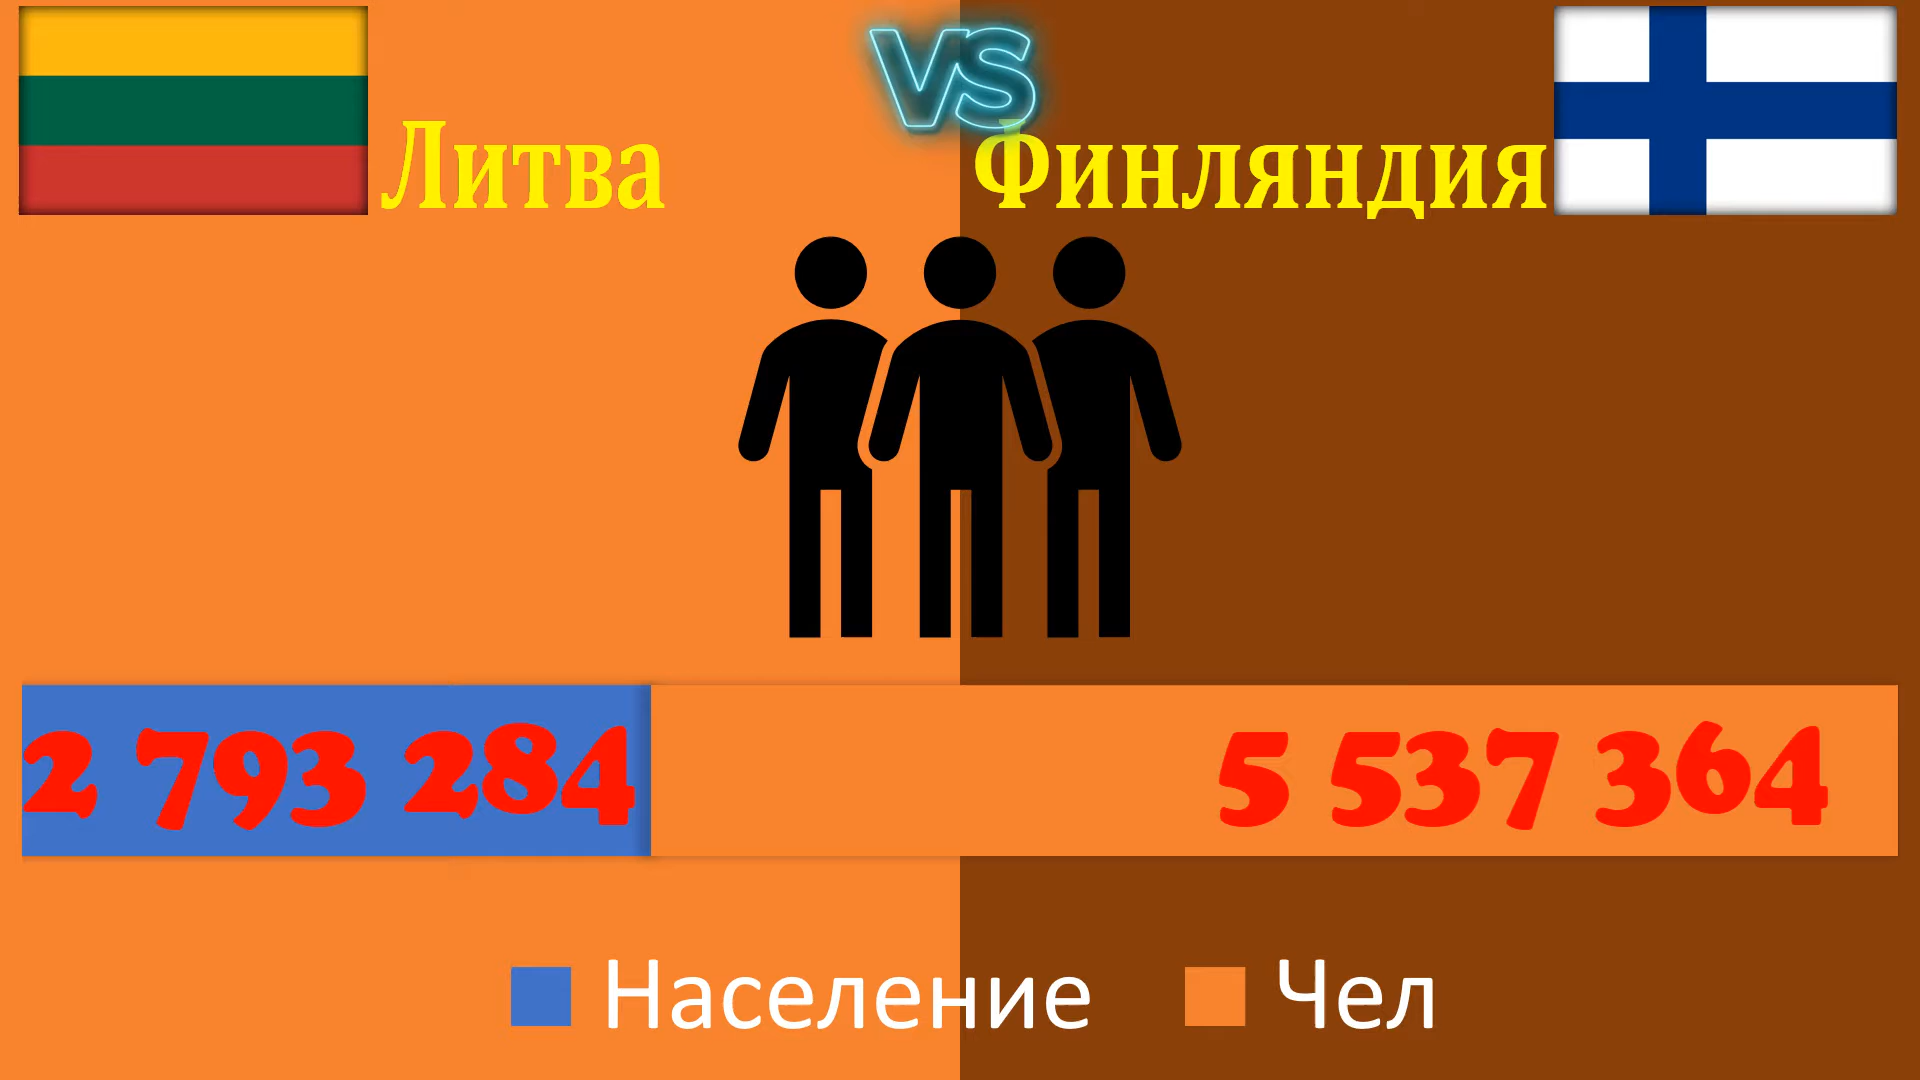 VS
Литва
Финляндия
2 793 284
5 537 364
Население
Чел